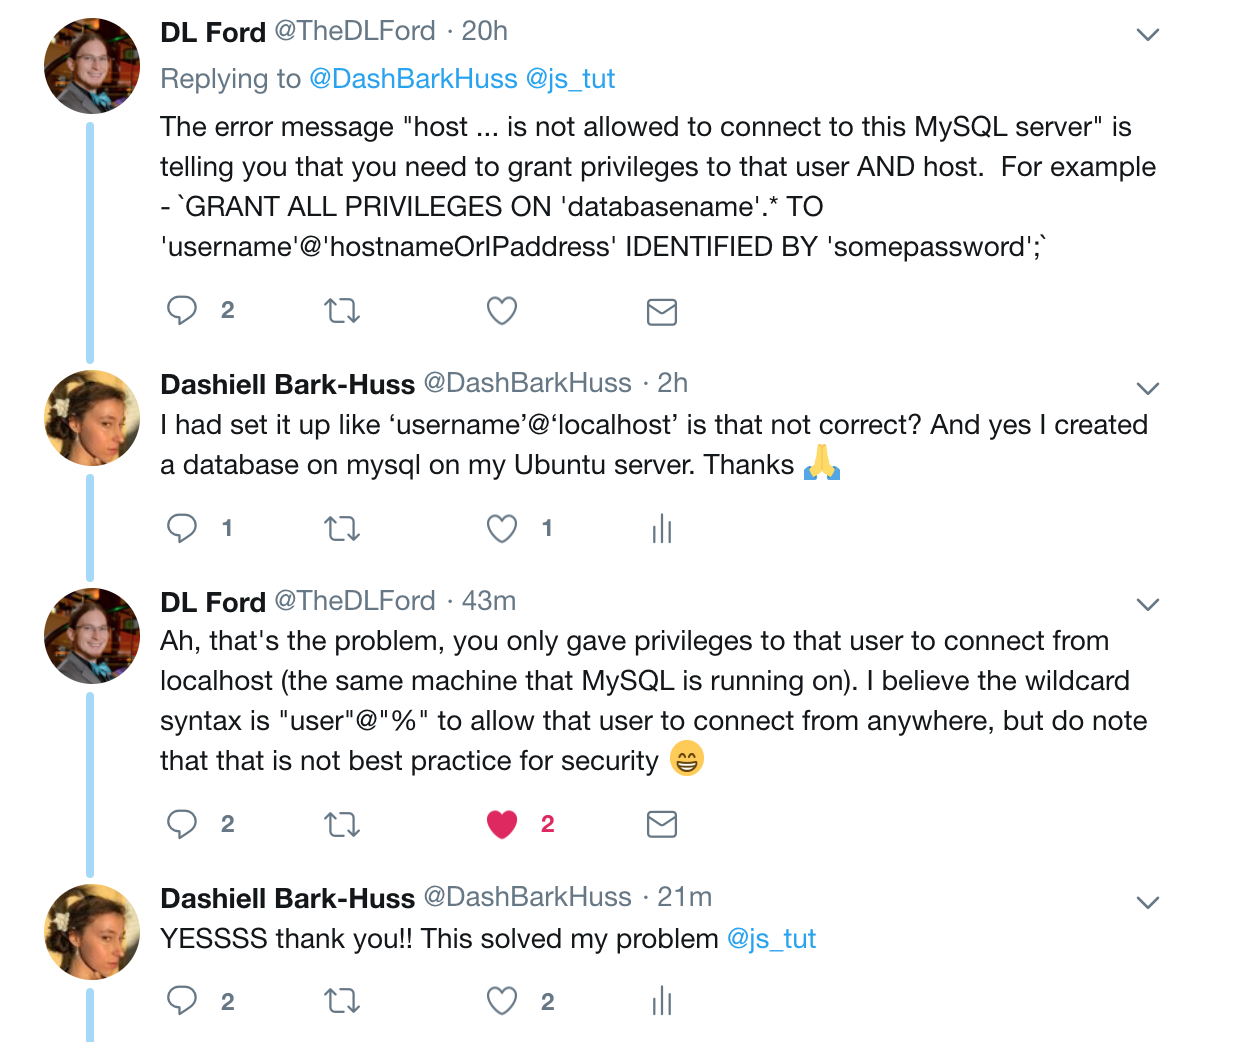 DL Ford @TheDLFord · 20h
Replying to @DashBarkHuss @js_tut
The error message "host ... is not allowed to connect to this MySQL server" is
telling you that you need to grant privileges to that user AND host.  For example
- `GRANT ALL PRIVILEGES ON 'databasename'.* TO
'username'@'hostnameOrIPaddress' IDENTIFIED BY 'somepassword';`
2
Dashiell Bark-Huss @DashBarkHuss · 2h
I had set it up like ‘username’@‘localhost’ is that not correct? And yes I created
a database on mysql on my Ubuntu server. Thanks 🙏
1 1
DL Ford @TheDLFord · 43m
Ah, that's the problem, you only gave privileges to that user to connect from
localhost (the same machine that MySQL is running on). I believe the wildcard
syntax is "user"@"%" to allow that user to connect from anywhere, but do note
that that is not best practice for security 😁
2 2
Dashiell Bark-Huss @DashBarkHuss · 21m
YESSSS thank you!! This solved my problem @js_tut
2 2